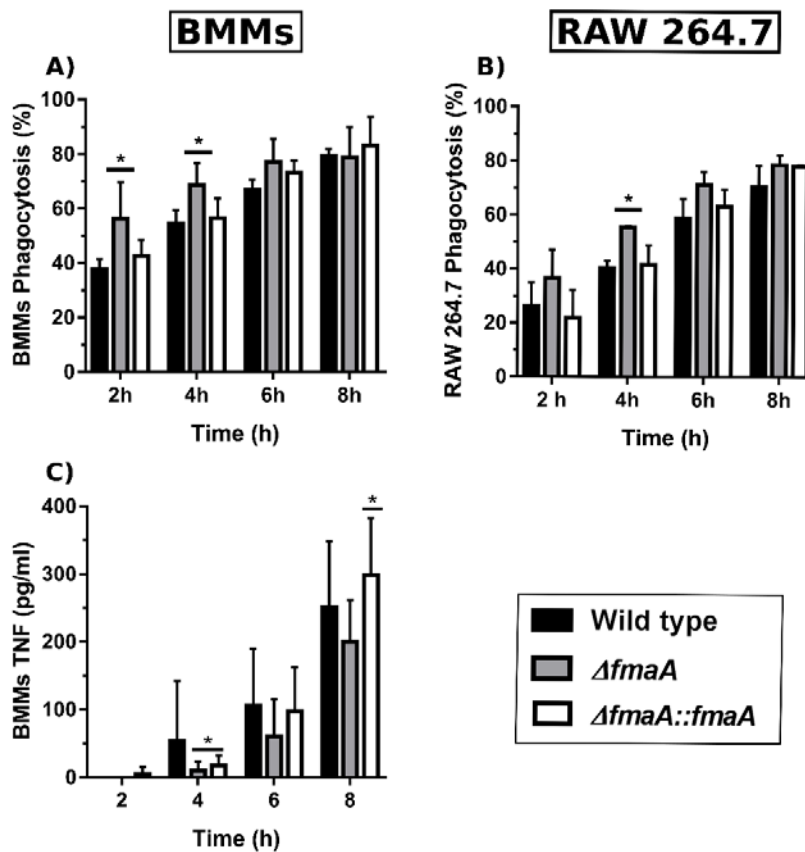 BMMs
RAW 264.7
A)
BMMs Phagocytosis (%)
100
80
60
40
20
0
*
*
2h 4h 6h 8h
Time (h)
B)
RAW 264.7 Phagocytosis (%)
100
80
60
40
20
0
*
2 h 4h 6h 8h
Time (h)
C)
BMMs TNF (pg/ml)
400
300
200
100
0
*
*
2 4 6 8
Time (h)
Wild type
ΔfmaA
ΔfmaA::fmaA